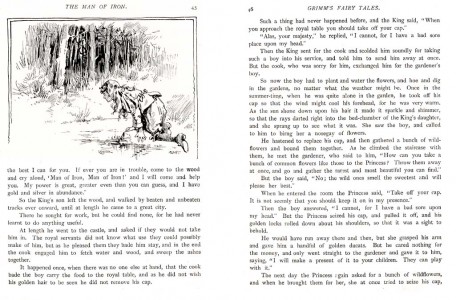 THE MAN OF IRON. 45
the best I can for you. If ever you are in trouble, come to the wood
and cry aloud, 'Man of Iron, Man of Iron!' and I will come and help
you. My power is great, greater even than you can guess, and I have
gold and silver in abundance.'
So the King's son left the wood, and walked by beaten and unbeaten
tracks ever onward, until at length he came to a great city.
There he sought for work, but he could find none, for he had never
learnt to do anything useful.
At length he went to the castle, and asked if they would not take
him in. The royal servants did not know what use they could possibly
make of him, but as he pleased them they bade him stay, and in the end
the cook engaged him to fetch water and wood, and sweep the ashes
together.
It happened once, when there was no one else at hand, that the cook
bade the boy carry the food to the royal table, and as he did not wish
his golden hair to be seen he did not remove his cap.
46 GRIMM'S FAIRY TALES.
Such a thing had never happened before, and the King said, "When
you approach the royal table you should take off your cap."
"Alas, your majesty," he replied, "I cannot, for I have a bad sore
place upon my head."
Then the King sent for the cook and scolded him soundly for taking
such a boy into his service, and told him to send him away at once.
But the cook, who was sorry for him, exchanged him for the gardener's
boy.
So now the boy had to plant and water the flowers, and hoe and dig
in the gardens, no matter what the weather might be. Once in the
summer-time, when he was quite alone in the garden, he took off his
cap so that the wind might cool his forehead, for he was very warm.
As the sun shone down upon his hair it made it sparkle and shimmer,
so that the rays darted right into the bed-chamber of the King's daughter,
and she sprang up to see what it was. She saw the boy, and called
to him to bring her a nosegay of flowers.
He hastened to replace his cap, and then gathered a bunch of wild-
flowers and bound them together. As he climbed the staircase with
them, he met the gardener, who said to him, "How can you take a
bunch of common flowers like those to the Princess? Throw them away
at once, and go and gather the rarest and most beautiful you can find."
But the boy said, "No; the wild ones smell the sweetest and will
please her best."
When he entered the room the Princess said, "Take off your cap.
It is not seemly that you should keep it on in my presence."
Then the boy answered, "I cannot, for I have a bad sore upon
my head." But the Princess seized his cap, and pulled it off, and his
golden locks rolled down about his shoulders, so that it was a sight to
behold.
He would have run away from there and then, but she grasped his arm
and gave him a handful of golden ducats. But he cared nothing for
the money, and only went straight to the gardener and gave it to him,
saying, "I will make a present of it to your children. They can play
with it."
The next day the Princess again asked for a bunch of wildflowers,
and when he brought them for her, she at once tried to seize his cap,